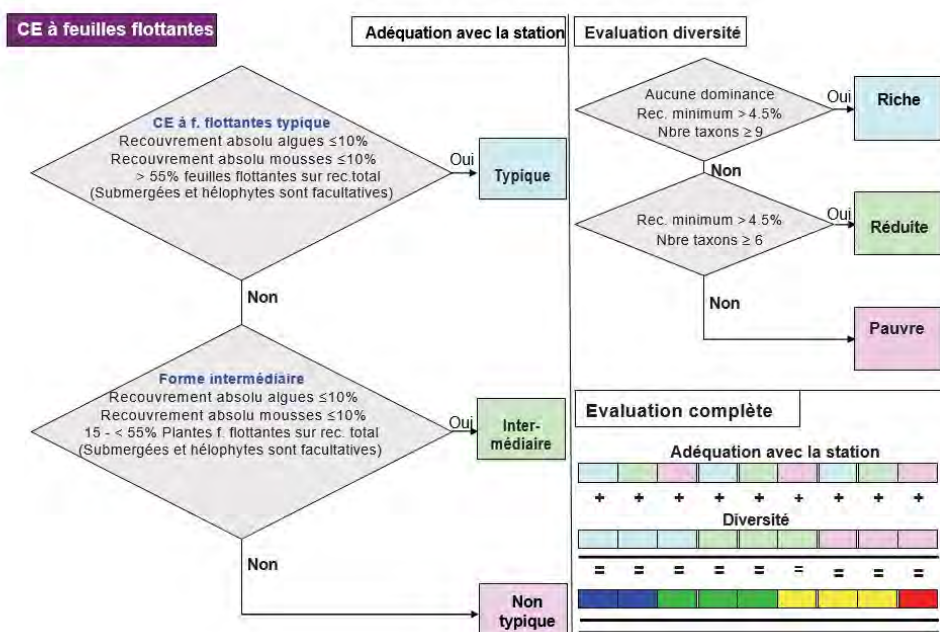 CE à feuilles flottantes
Adéquation avec la station
CE à f. flottantes typique
Recouvrement absolu algues ≤10%
Recouvrement absolu mousses ≤10%
> 55% feuilles flottantes sur rec.total
(Submergées et hélophytes sont facultatives)
Oui
Typique
Non
Forme intermédiaire
Recouvrement absolu algues ≤10%
Recouvrement absolu mousses ≤10%
15 - < 55% Plantes f. flottantes sur rec. total
(Submergées et hélophytes sont facultatives)
Oui
Inter-
médiaire
Non
Non
typique
Evaluation diversité
Aucune dominance
Rec. minimum > 4.5%
Nbre taxons ≥ 9
Oui
Riche
Non
Rec. minimum > 4.5%
Nbre taxons ≥ 6
Oui
Réduite
Non
Pauvre
Evaluation complète
Adéquation avec la station
+ + + + + + + + +
Diversité
= = = = = = = = =